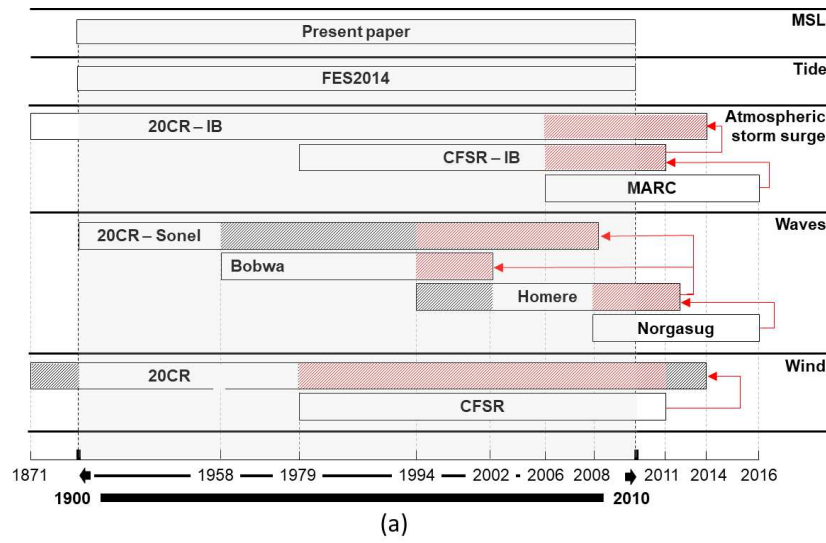 MSL
Present paper
Tide
FES2014
Atmospheric
storm surge
20CR – IB
CFSR – IB
MARC
Waves
20CR – Sonel
Bobwa
Homere
Norgasug
Wind
20CR
CFSR
1871 1958 1979 1994 2002 2006 2008 2011 2014 2016
1900 2010
(a)